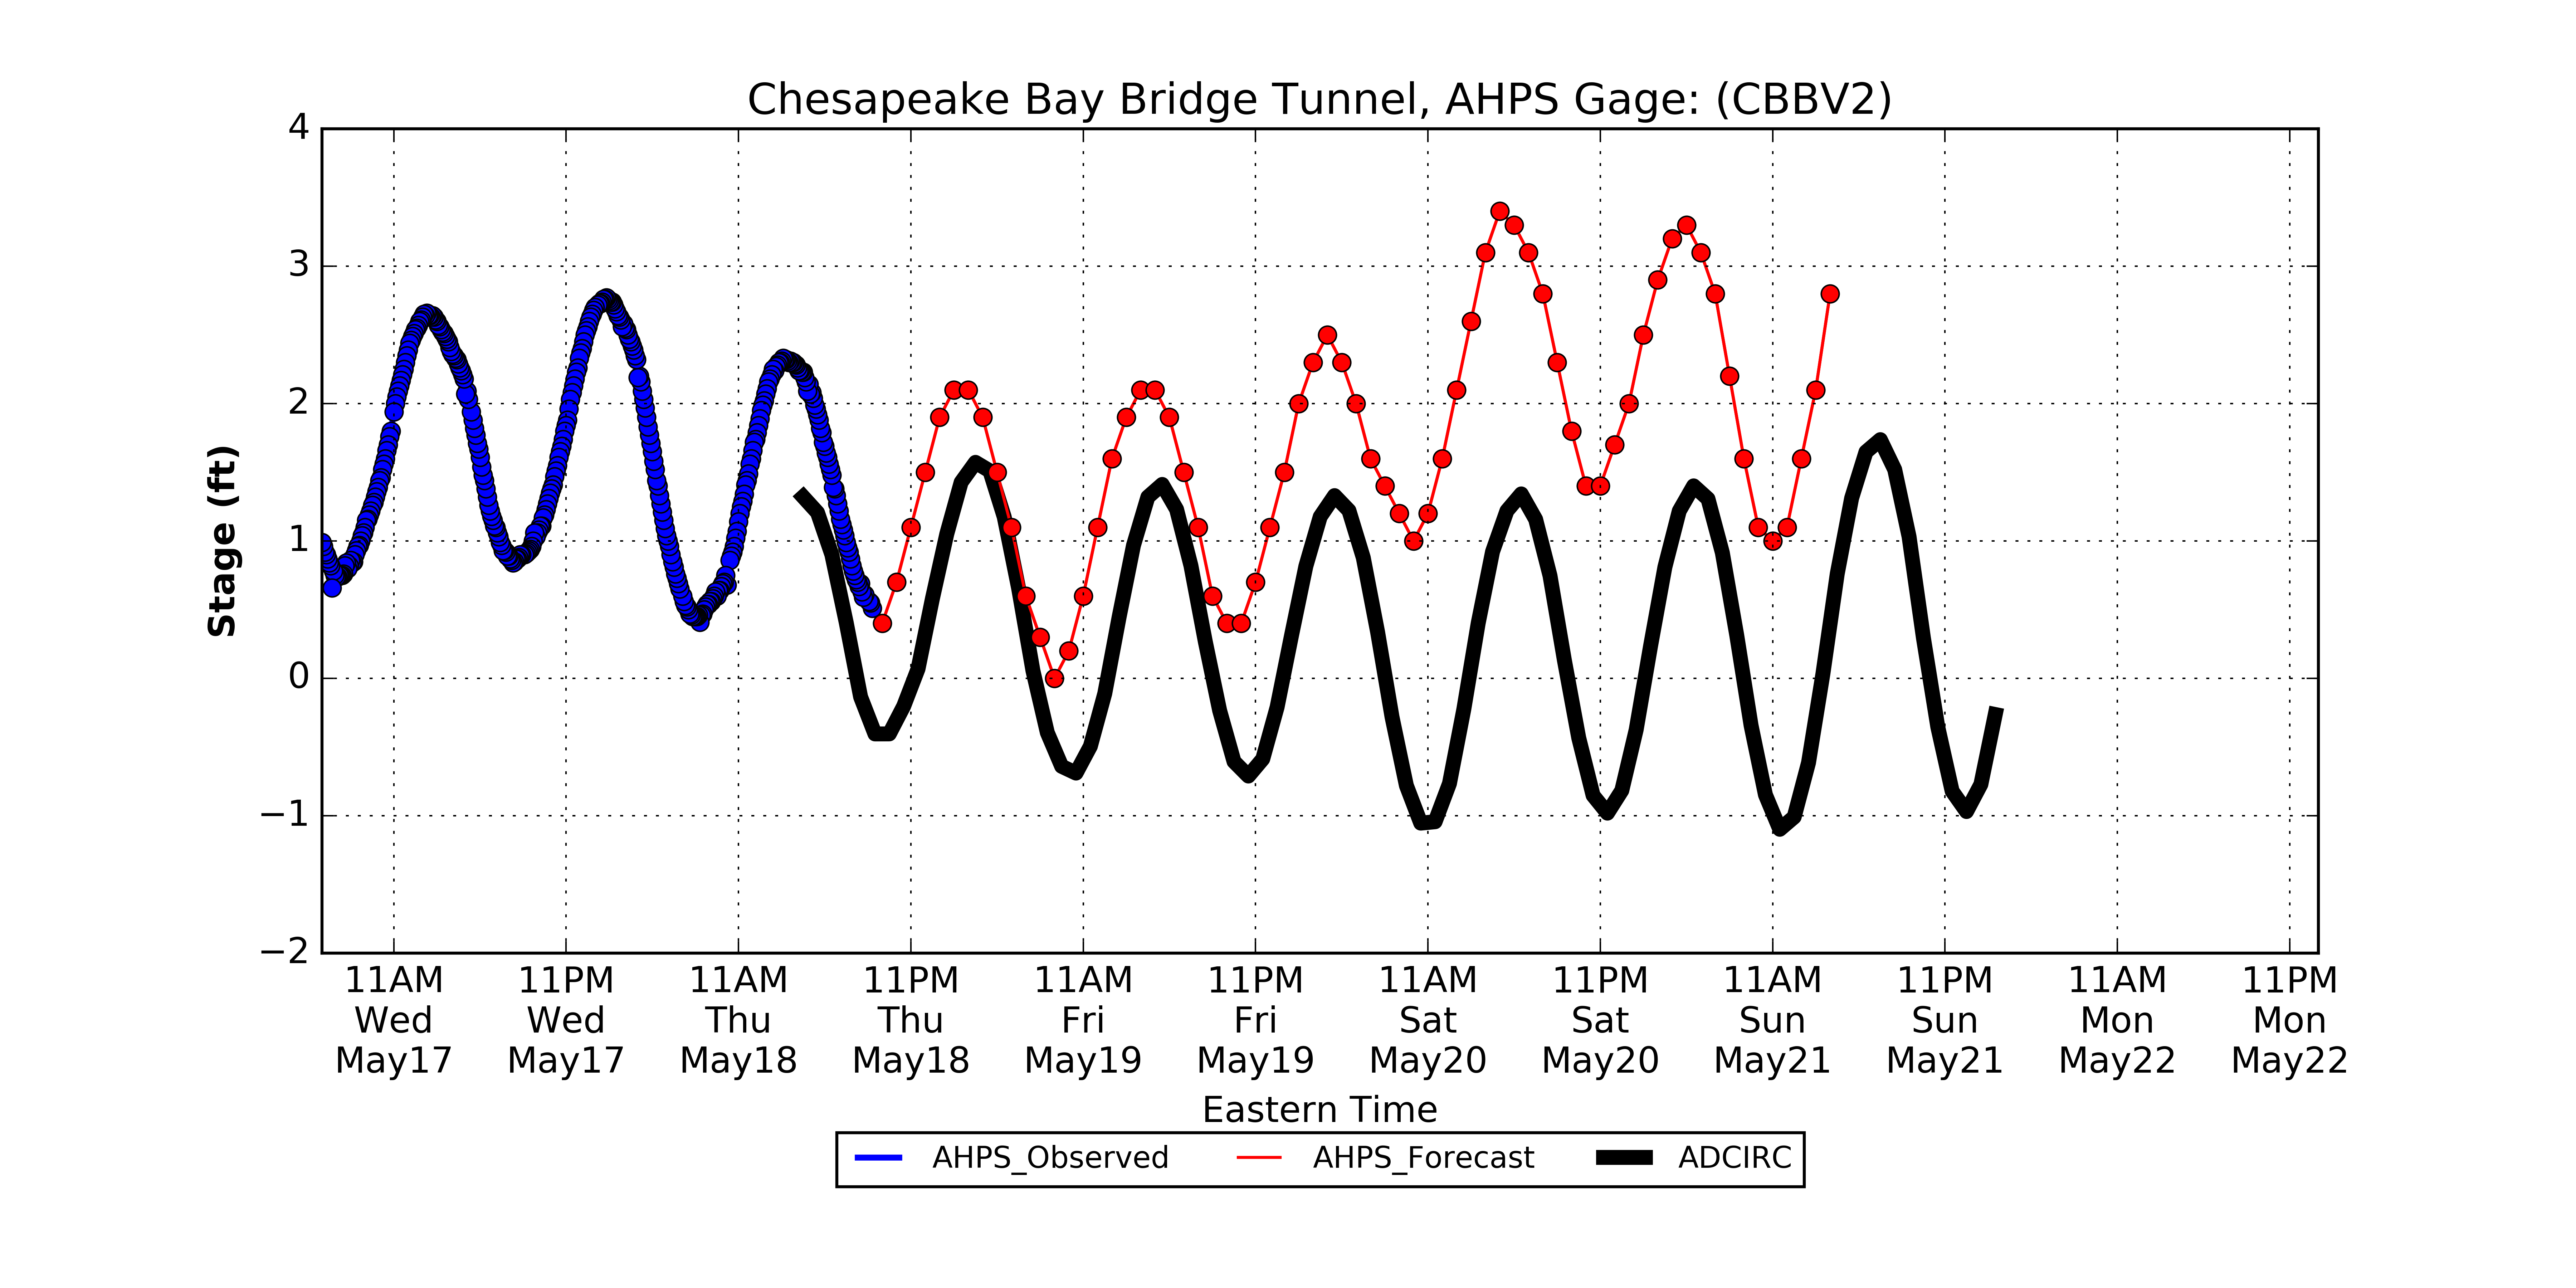 Chesapeake Bay Bridge Tunnel, AHPS Gage: (CBBV2)
4
3
2
1
0
−1
−2
Stage (ft)
11AM 11PM 11AM 11PM 11AM 11PM 11AM 11PM 11AM 11PM 11AM 11PM
Wed Wed Thu Thu Fri Fri Sat Sat Sun Sun Mon Mon
May17 May17 May18 May18 May19 May19 May20 May20 May21 May21 May22 May22
Eastern Time
AHPS_Observed AHPS_Forecast ADCIRC